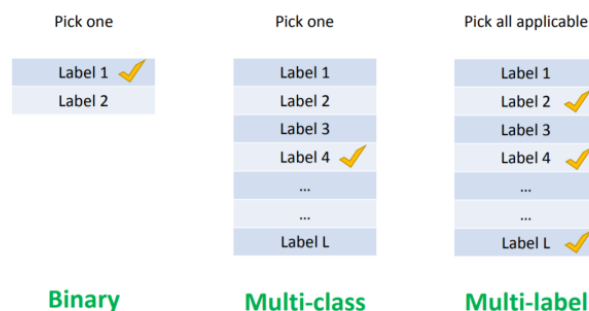 Pick one
Label 1
Label 2
Binary
Pick one
Label 1
Label 2
Label 3
Label 4
...
...
Label L
Multi-class
Pick all applicable
Label 1
Label 2
Label 3
Label 4
...
...
Label L
Multi-label